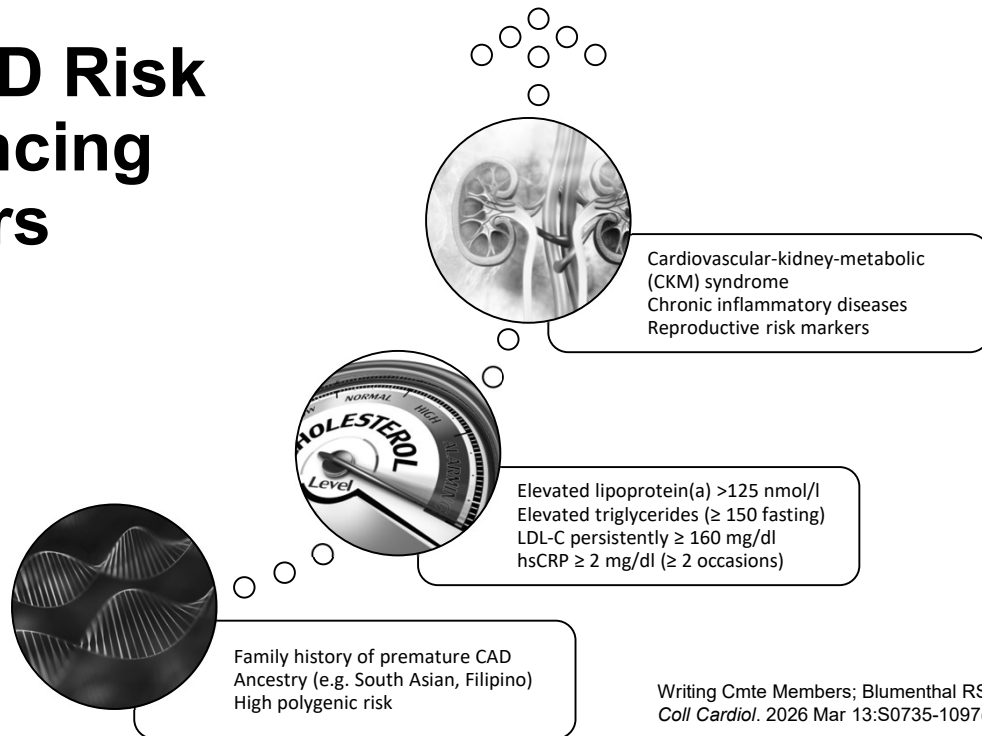 D Risk
ncing
rs
Cardiovascular-kidney-metabolic
(CKM) syndrome
Chronic inflammatory diseases
Reproductive risk markers
NORMAL
HIGH
HOLESTEROL
Level
Elevated lipoprotein(a) >125 nmol/l
Elevated triglycerides (≥ 150 fasting)
LDL-C persistently ≥ 160 mg/dl
hsCRP ≥ 2 mg/dl (≥ 2 occasions)
Family history of premature CAD
Ancestry (e.g. South Asian, Filipino)
High polygenic risk
Writing Cmte Members; Blumenthal RS
Coll Cardiol. 2026 Mar 13:S0735-1097